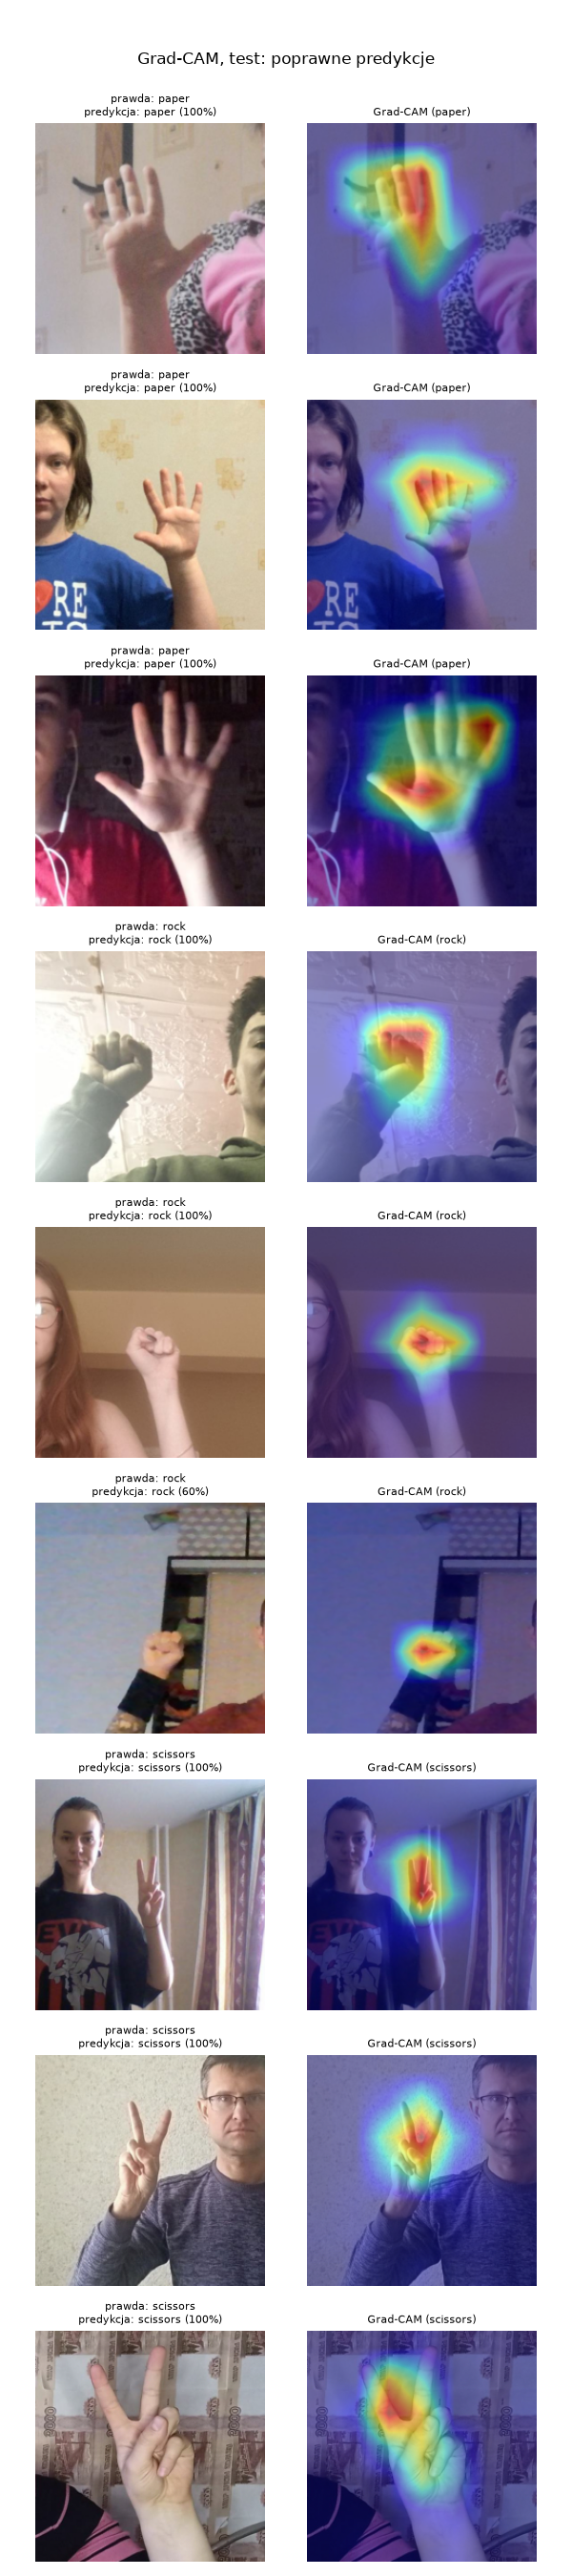 Grad-CAM, test: poprawne predykcje
prawda: paper
predykcja: paper (100%)
Grad-CAM (paper)
prawda: paper
predykcja: paper (100%)
Grad-CAM (paper)
RE
RE
prawda: paper
predykcja: paper (100%)
Grad-CAM (paper)
prawda: rock
predykcja: rock (100%)
Grad-CAM (rock)
prawda: rock
predykcja: rock (100%)
Grad-CAM (rock)
prawda: rock
predykcja: rock (60%)
Grad-CAM (rock)
prawda: scissors
predykcja: scissors (100%)
Grad-CAM (scissors)
prawda: scissors
predykcja: scissors (100%)
Grad-CAM (scissors)
prawda: scissors
predykcja: scissors (100%)
Grad-CAM (scissors)